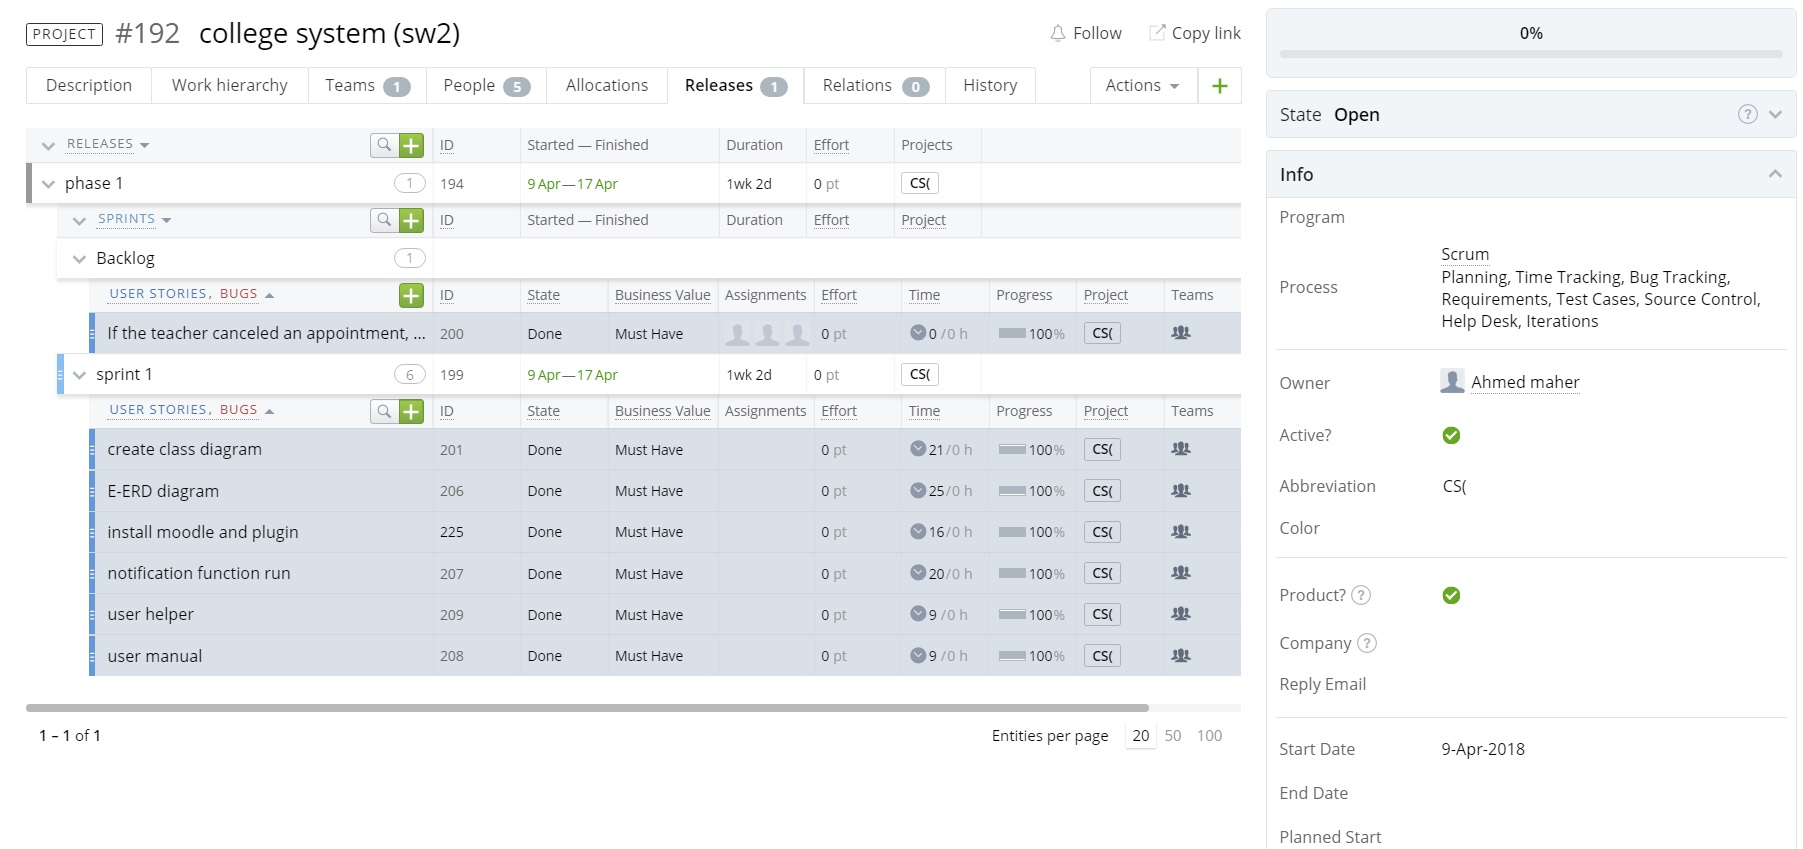 PROJECT #192 college system (sw2) Follow Copy link
Description Work hierarchy Teams 1 People 5 Allocations Releases 1 Relations 0 History Actions +
RELEASES + ID Started — Finished Duration Effort Projects
phase 1 1 194 9 Apr—17 Apr 1wk 2d 0 pt CS(
SPRINTS + ID Started — Finished Duration Effort Project
Backlog 1
USER STORIES, BUGS + ID State Business Value Assignments Effort Time Progress Project Teams
If the teacher canceled an appointment, ... 200 Done Must Have 0 pt 0 /0 h 100% CS(
sprint 1 6 199 9 Apr—17 Apr 1wk 2d 0 pt CS(
USER STORIES, BUGS + ID State Business Value Assignments Effort Time Progress Project Teams
create class diagram 201 Done Must Have 0 pt 21/0 h 100% CS(
E-ERD diagram 206 Done Must Have 0 pt 25/0 h 100% CS(
install moodle and plugin 225 Done Must Have 0 pt 16/0 h 100% CS(
notification function run 207 Done Must Have 0 pt 20/0 h 100% CS(
user helper 209 Done Must Have 0 pt 9 /0 h 100% CS(
user manual 208 Done Must Have 0 pt 9 /0 h 100% CS(
1 – 1 of 1 Entities per page 20 50 100
0%
State Open ?
Info
Program
Process
Scrum
Planning, Time Tracking, Bug Tracking,
Requirements, Test Cases, Source Control,
Help Desk, Iterations
Owner Ahmed maher
Active?
Abbreviation CS(
Color
Product? ?
Company ?
Reply Email
Start Date 9-Apr-2018
End Date
Planned Start